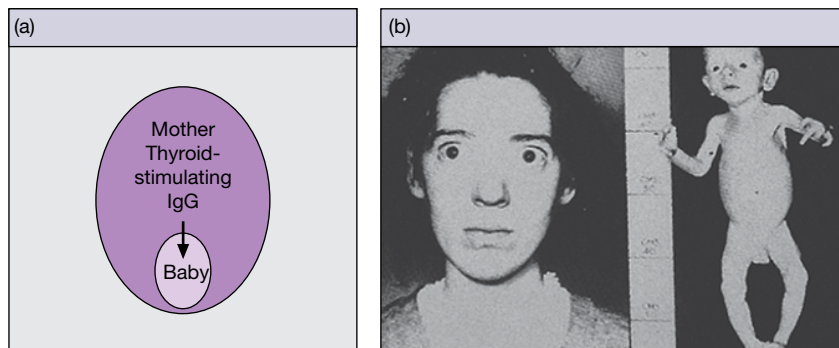 (a)
Mother
Thyroid-
stimulating
IgG
Baby
(b)